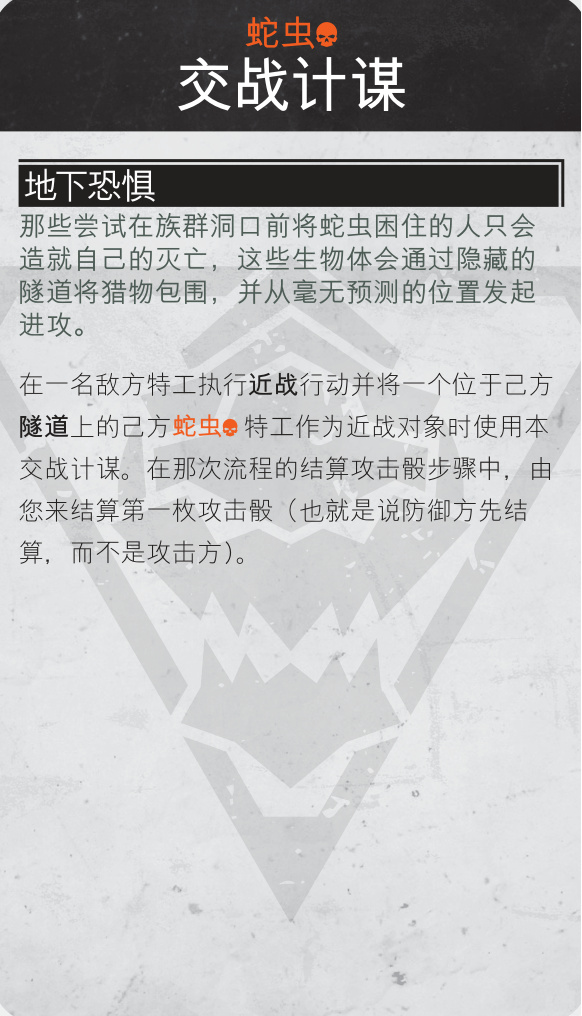 蛇虫
交战计谋
地下恐惧
那些尝试在族群洞口前将蛇虫困住的人只会
造就自己的灭亡，这些生物体会通过隐藏的
隧道将猎物包围，并从毫无预测的位置发起
进攻。
在一名敌方特工执行近战行动并将一个位于己方
隧道上的己方蛇虫 特工作为近战对象时使用本
交战计谋。在那次流程的结算攻击骰步骤中，由
您来结算第一枚攻击骰（也就是说防御方先结
算，而不是攻击方）。